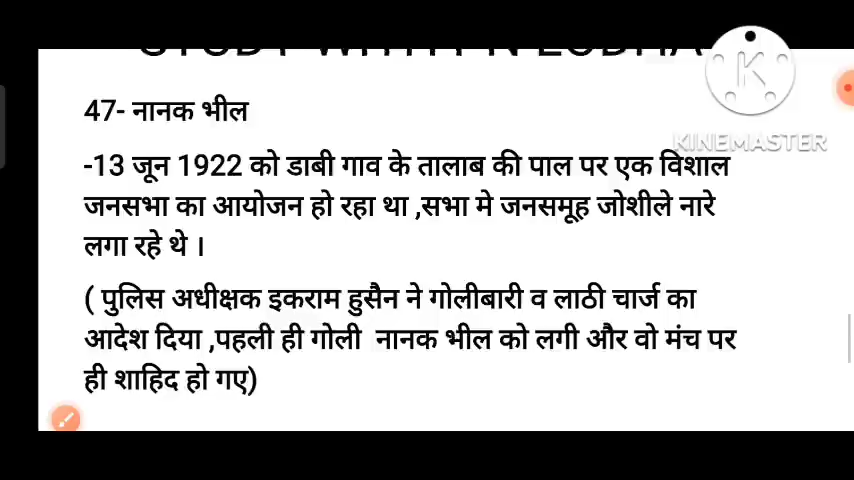 47- नानक भील
KINEMASTER
-13 जून 1922 को डाबी गाव के तालाब की पाल पर एक विशाल
जनसभा का आयोजन हो रहा था ,सभा मे जनसमूह जोशीले नारे
लगा रहे थे ।
( पुलिस अधीक्षक इकराम हुसैन ने गोलीबारी व लाठी चार्ज का
आदेश दिया ,पहली ही गोली नानक भील को लगी और वो मंच पर
ही शाहिद हो गए)